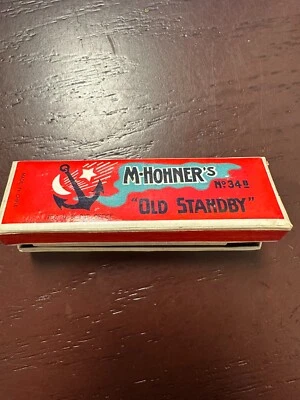 M·HOHNER'S
No. 34B
"OLD STANDBY"